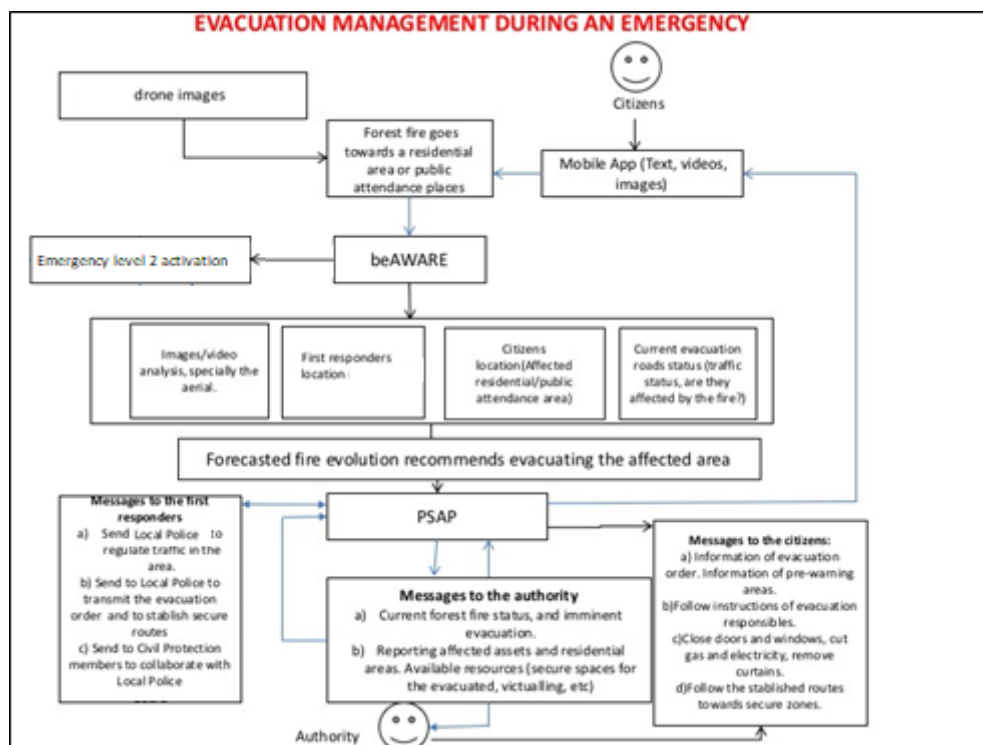 EVACUATION MANAGEMENT DURING AN EMERGENCY
drone images
Citizens
Forest fire goes
towards a residential
area or public
attendance places
Mobile App (Text, videos,
images)
Emergency level 2 activation
beAWARE
Images/video
analysis, specially the
aerial.
First responders
location
Citizens
location(Affected
residential/public
attendance area)
Current evacuation
roads status (traffic
status, are they
affected by the fire?)
Forecasted fire evolution recommends evacuating the affected area
Messages to the first
responders
a) Send Local Police to
regulate traffic in the
area.
b) Send to Local Police to
transmit the evacuation
order and to stablish secure
routes
c) Send to Civil Protection
members to collaborate with
Local Police
PSAP
Messages to the authority
a) Current forest fire status, and imminent
evacuation.
b) Reporting affected assets and residential
areas. Available resources (secure spaces for
the evacuated, victualling, etc)
Messages to the citizens:
a) Information of evacuation
order. Information of pre-warning
areas.
b)Follow instructions of evacuation
responsibles.
c)Close doors and windows, cut
gas and electricity, remove
curtains.
d)Follow the stablished routes
towards secure zones.
Authority